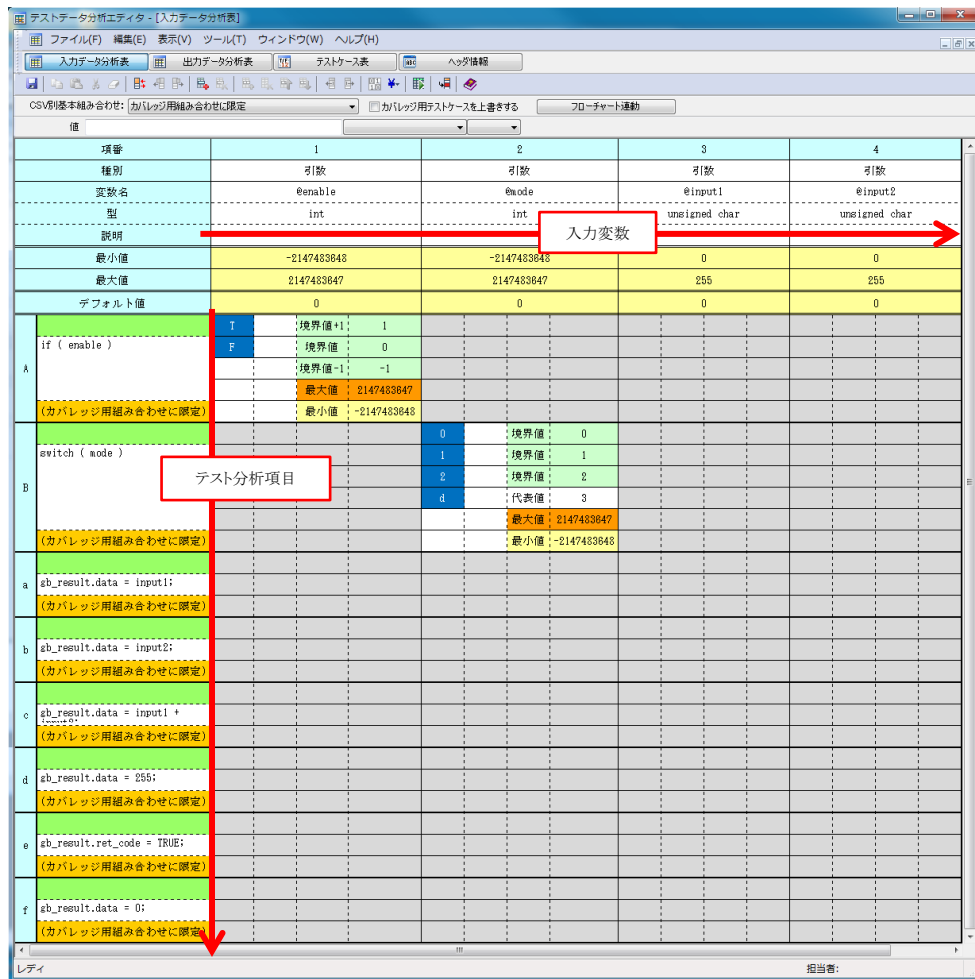 テストデータ分析エディタ - [入力データ分析表]
ファイル(F) 編集(E) 表示(V) ツール(T) ウィンドウ(W) ヘルプ(H)
入力データ分析表 出力データ分析表 テストケース表 ヘッダ情報
CSV別基本組み合わせ: カバレッジ用組み合わせに限定 カバレッジ用テストケースを上書きする フローチャート連動
値
項番 1 2 3 4
種別 引数 引数 引数 引数
変数名 @enable @mode @input1 @input2
型 int int unsigned char unsigned char
説明
入力変数
最小値 -2147483648 -2147483648 0 0
最大値 2147483647 2147483647 255 255
デフォルト値 0 0 0 0
T 境界値+1 1
A if ( enable ) F 境界値 0
境界値-1 -1
最大値 2147483647
(カバレッジ用組み合わせに限定) 最小値 -2147483648
0 境界値 0
B switch ( mode ) 1 境界値 1
2 境界値 2
d 代表値 3
最大値 2147483647
(カバレッジ用組み合わせに限定) 最小値 -2147483648
テスト分析項目
a gb_result.data = input1;
(カバレッジ用組み合わせに限定)
b gb_result.data = input2;
(カバレッジ用組み合わせに限定)
c gb_result.data = input1 +
input2;
(カバレッジ用組み合わせに限定)
d gb_result.data = 255;
(カバレッジ用組み合わせに限定)
e gb_result.ret_code = TRUE;
(カバレッジ用組み合わせに限定)
f gb_result.data = 0;
(カバレッジ用組み合わせに限定)
レディ 担当者: